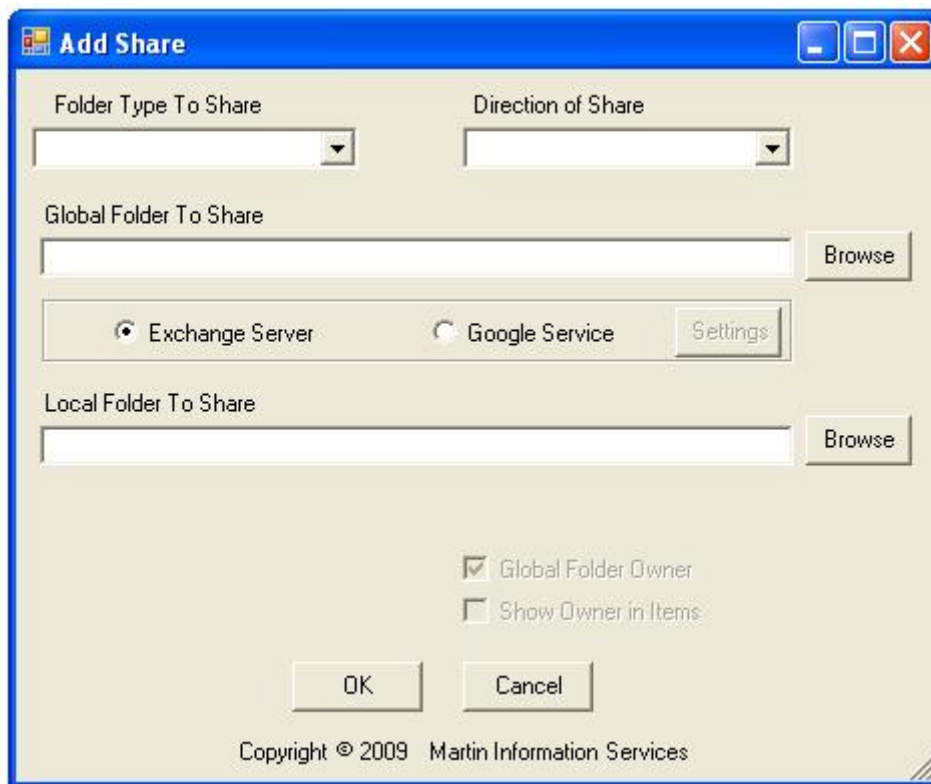 Add Share
Folder Type To Share
Direction of Share
Global Folder To Share
Browse
Exchange Server
Google Service
Settings
Local Folder To Share
Browse
Global Folder Owner
Show Owner in Items
OK
Cancel
Copyright © 2009 Martin Information Services